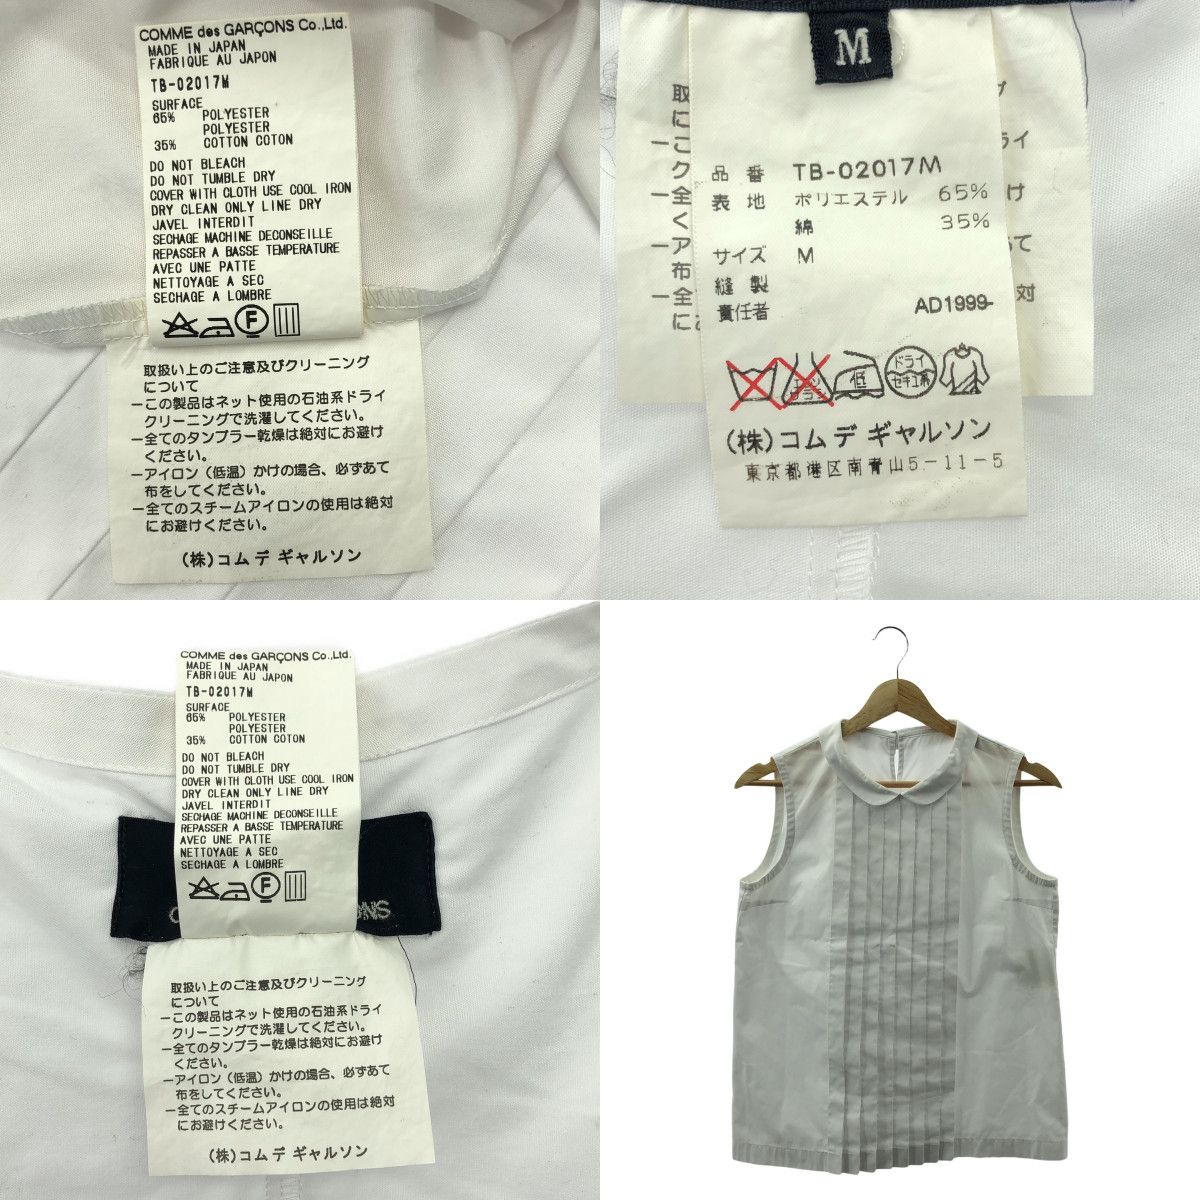 COMME des GARÇONS Co.,Ltd.
MADE IN JAPAN
FABRIQUE AU JAPON
TB-02017M
SURFACE
65% POLYESTER
POLYESTER
35% COTTON COTON
DO NOT BLEACH
DO NOT TUMBLE DRY
COVER WITH CLOTH USE COOL IRON
DRY CLEAN ONLY LINE DRY
JAVEL INTERDIT
SECHAGE MACHINE DECONSEILLE
REPASSER A BASSE TEMPERATURE
AVEC UNE PATTE
NETTOYAGE A SEC
SECHAGE A LOMBRE
F
取扱い上のご注意及びクリーニング
について
ーこの製品はネット使用の石油系ドライ
クリーニングで洗濯してください。
ー全てのタンブラー乾燥は絶対にお避け
ください。
ーアイロン(低温)かけの場合、必ずあて
布をしてください。
ー全てのスチームアイロンの使用は絶対
にお避けください。
(株)コム デ ギャルソン
M
品番 TB-02017M
表地 ポリエステル 65%
綿 35%
サイズ M
縫製
責任者 AD1999-
エンソ
サラシ
低
ドライ
セキユ系
(株)コム デ ギャルソン
東京都港区南青山5-11-5
COMME des GARÇONS Co.,Ltd.
MADE IN JAPAN
FABRIQUE AU JAPON
TB-02017M
SURFACE
65% POLYESTER
POLYESTER
35% COTTON COTON
DO NOT BLEACH
DO NOT TUMBLE DRY
COVER WITH CLOTH USE COOL IRON
DRY CLEAN ONLY LINE DRY
JAVEL INTERDIT
SECHAGE MACHINE DECONSEILLE
REPASSER A BASSE TEMPERATURE
AVEC UNE PATTE
NETTOYAGE A SEC
SECHAGE A LOMBRE
F
取扱い上のご注意及びクリーニング
について
ーこの製品はネット使用の石油系ドライ
クリーニングで洗濯してください。
ー全てのタンブラー乾燥は絶対にお避け
ください。
ーアイロン(低温)かけの場合、必ずあて
布をしてください。
ー全てのスチームアイロンの使用は絶対
にお避けください。
(株)コム デ ギャルソン